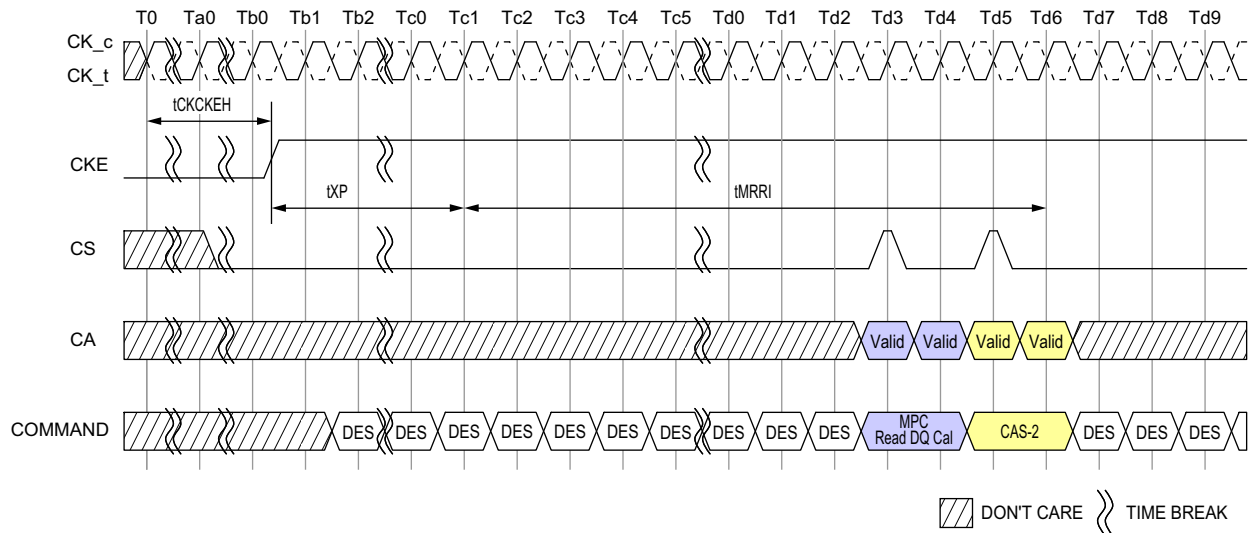 T0 Ta0 Tb0 Tb1 Tb2 Tc0 Tc1 Tc2 Tc3 Tc4 Tc5 Td0 Td1 Td2 Td3 Td4 Td5 Td6 Td7 Td8 Td9
CK_c
CK_t
tCKCKEH
CKE
tXP tMRRI
CS
CA Valid Valid Valid Valid
COMMAND DES DES DES DES DES DES DES DES DES DES MPC Read DQ Cal CAS-2 DES DES DES
DON'T CARE TIME BREAK